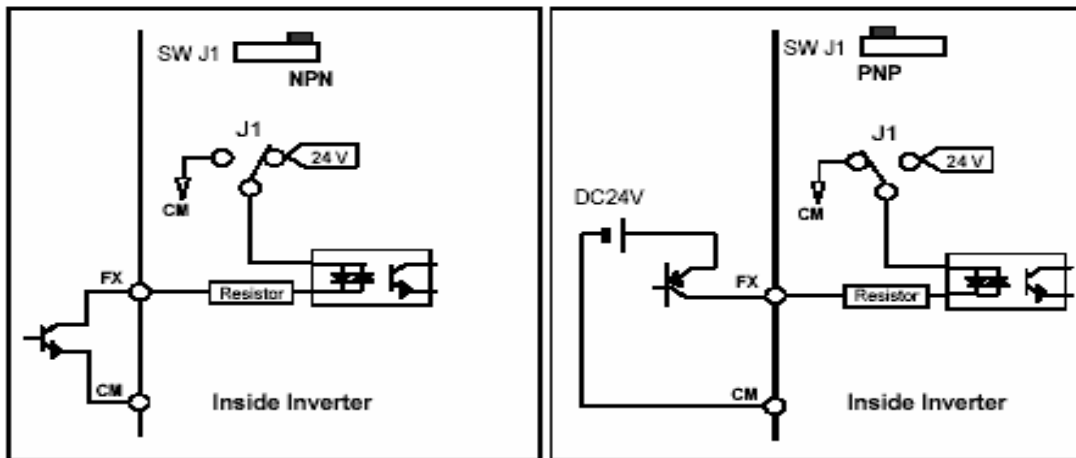 SW J1
NPN
J1
24 V
CM
FX
Resistor
CM
Inside Inverter
SW J1
PNP
J1
24 V
CM
DC24V
FX
Resistor
CM
Inside Inverter